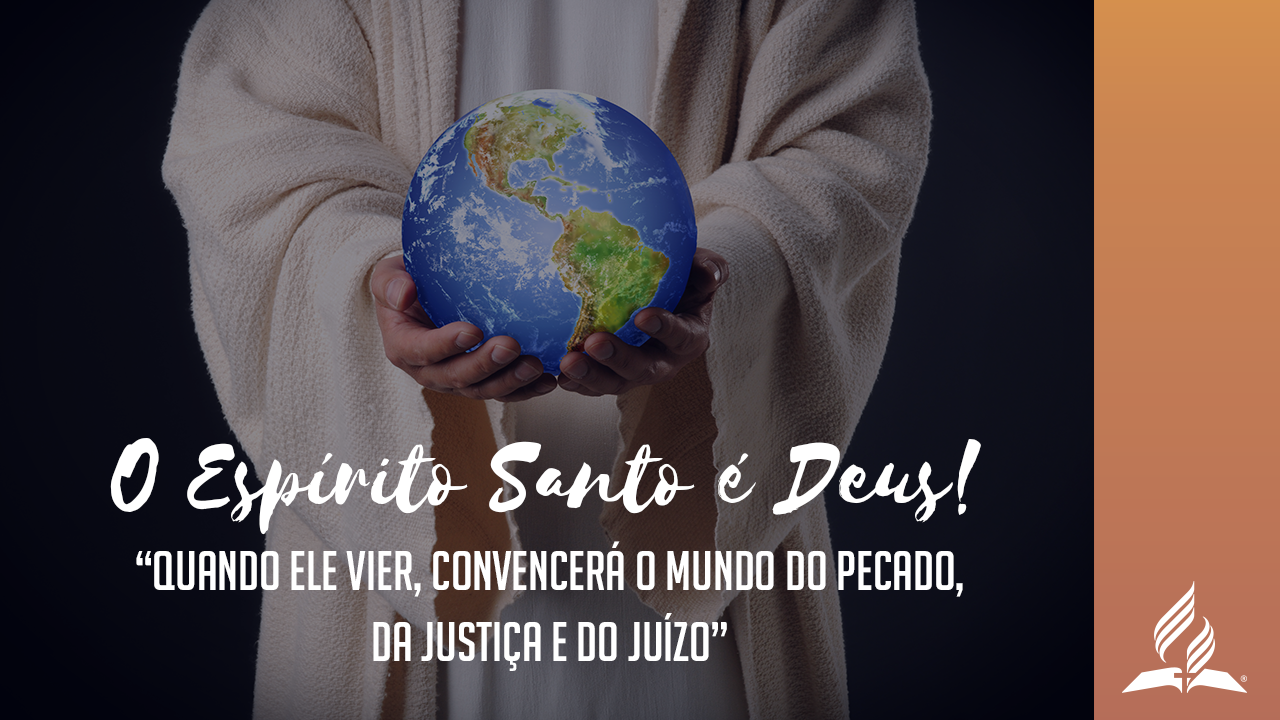 O Espírito Santo é Deus!
“QUANDO ELE VIER, CONVENCERÁ O MUNDO DO PECADO,
DA JUSTIÇA E DO JUÍZO”
®